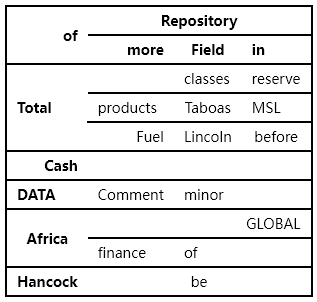 of Repository
more Field in
Total classes reserve
products Taboas MSL
Fuel Lincoln before
Cash
DATA Comment minor
Africa GLOBAL
finance of
Hancock be